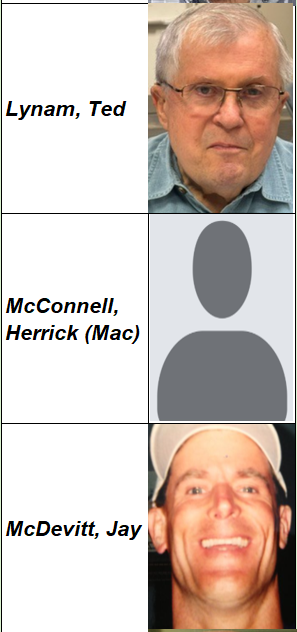 Lynam, Ted
McConnell,
Herrick (Mac)
McDevitt, Jay